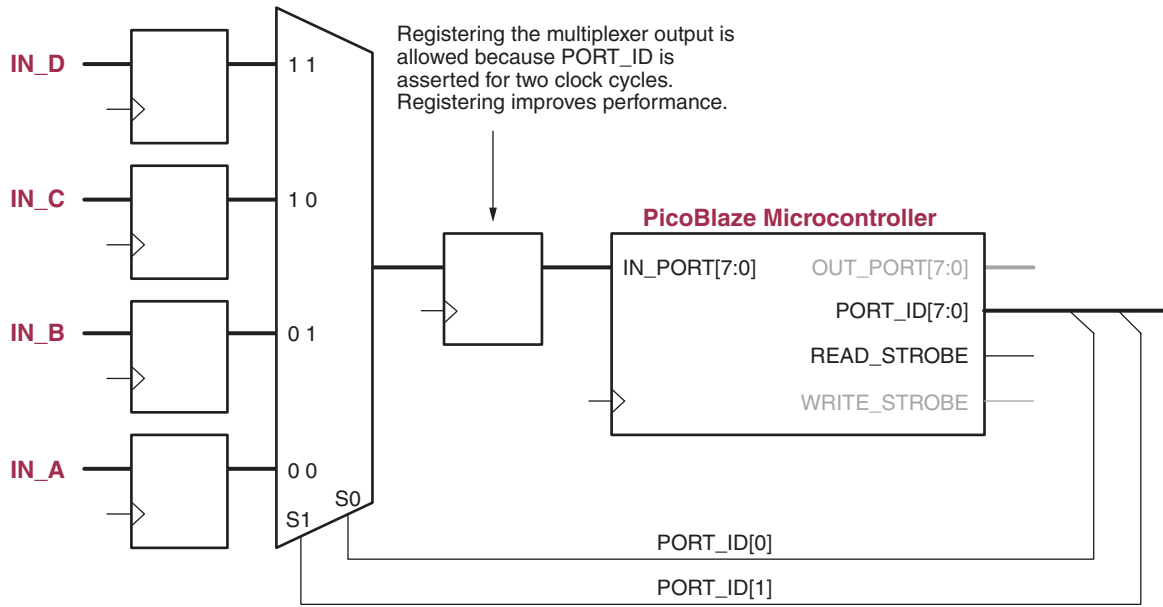 Registering the multiplexer output is
allowed because PORT_ID is
asserted for two clock cycles.
Registering improves performance.
IN_D
1 1
IN_C
1 0
PicoBlaze Microcontroller
IN_PORT[7:0]
OUT_PORT[7:0]
PORT_ID[7:0]
IN_B
0 1
READ_STROBE
WRITE_STROBE
IN_A
0 0
S0
S1
PORT_ID[0]
PORT_ID[1]